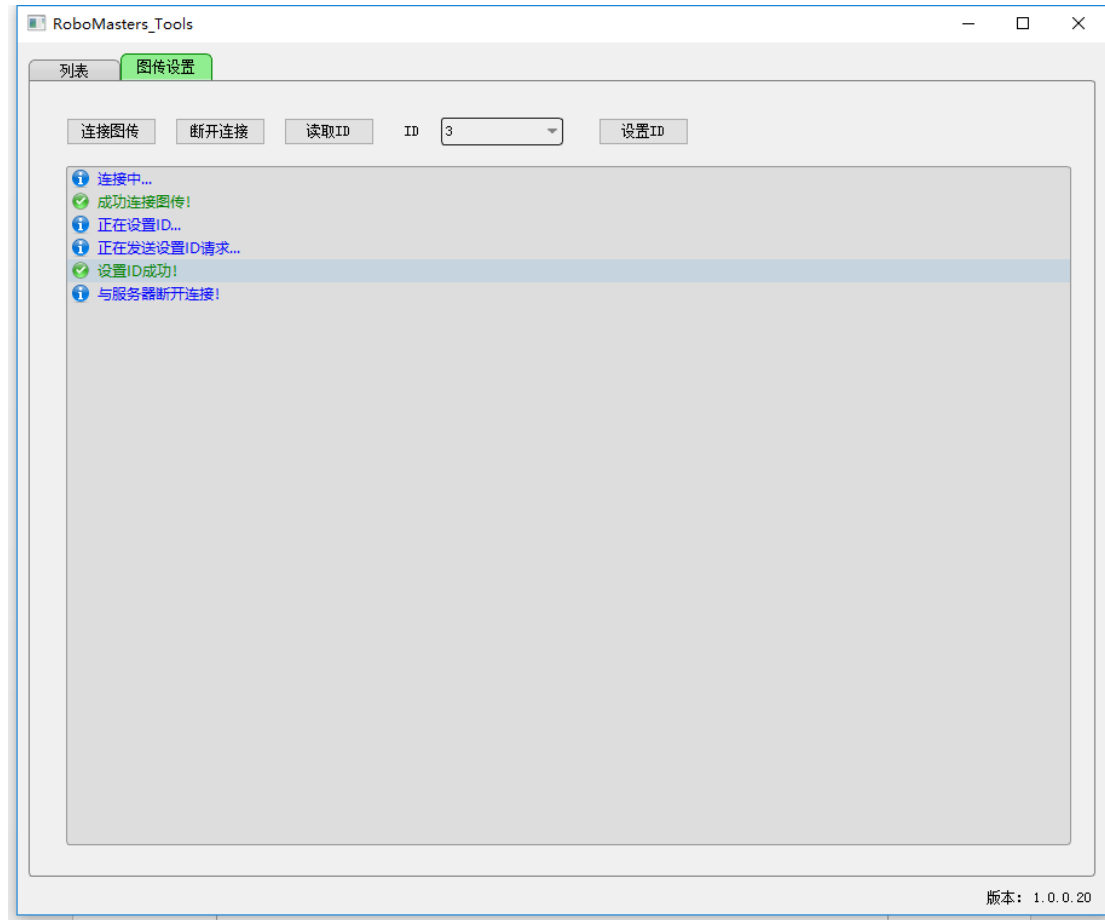 RoboMasters_Tools
列表 图传设置
连接图传 断开连接 读取ID ID 3 设置ID
连接中...
成功连接图传!
正在设置ID...
正在发送设置ID请求...
设置ID成功!
与服务器断开连接!
版本: 1.0.0.20